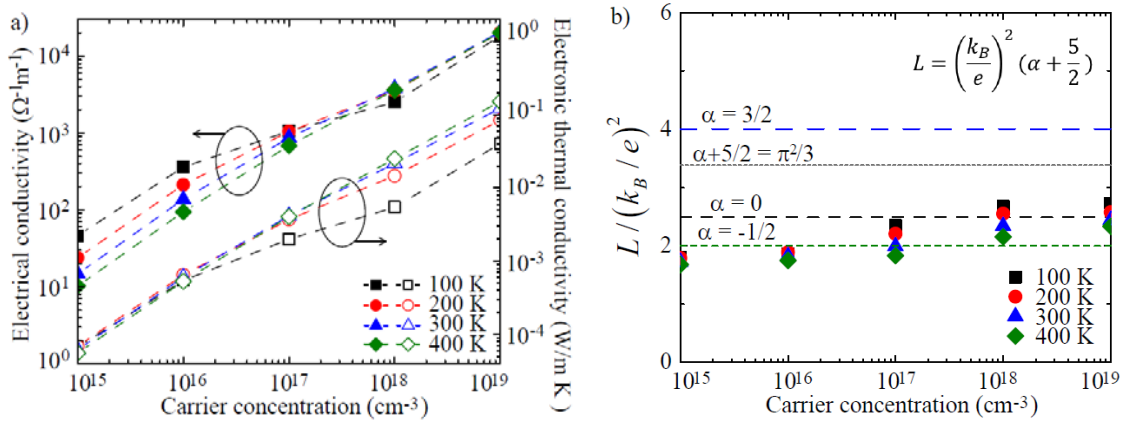 a)
Electrical conductivity (Ω⁻¹m⁻¹)
10⁴
10³
10²
10¹
10⁰
10¹⁵
10¹⁶
10¹⁷
10¹⁸
10¹⁹
Carrier concentration (cm⁻³)
10⁰
10⁻¹
10⁻²
10⁻³
10⁻⁴
Electronic thermal conductivity (W/m K)
100 K
200 K
300 K
400 K
b)
L/(k_B/e)²
6
4
2
0
L = (k_B/e)² (α + 5/2)
α = 3/2
α+5/2 = π²/3
α = 0
α = -1/2
100 K
200 K
300 K
400 K
10¹⁵
10¹⁶
10¹⁷
10¹⁸
10¹⁹
Carrier concentration (cm⁻³)